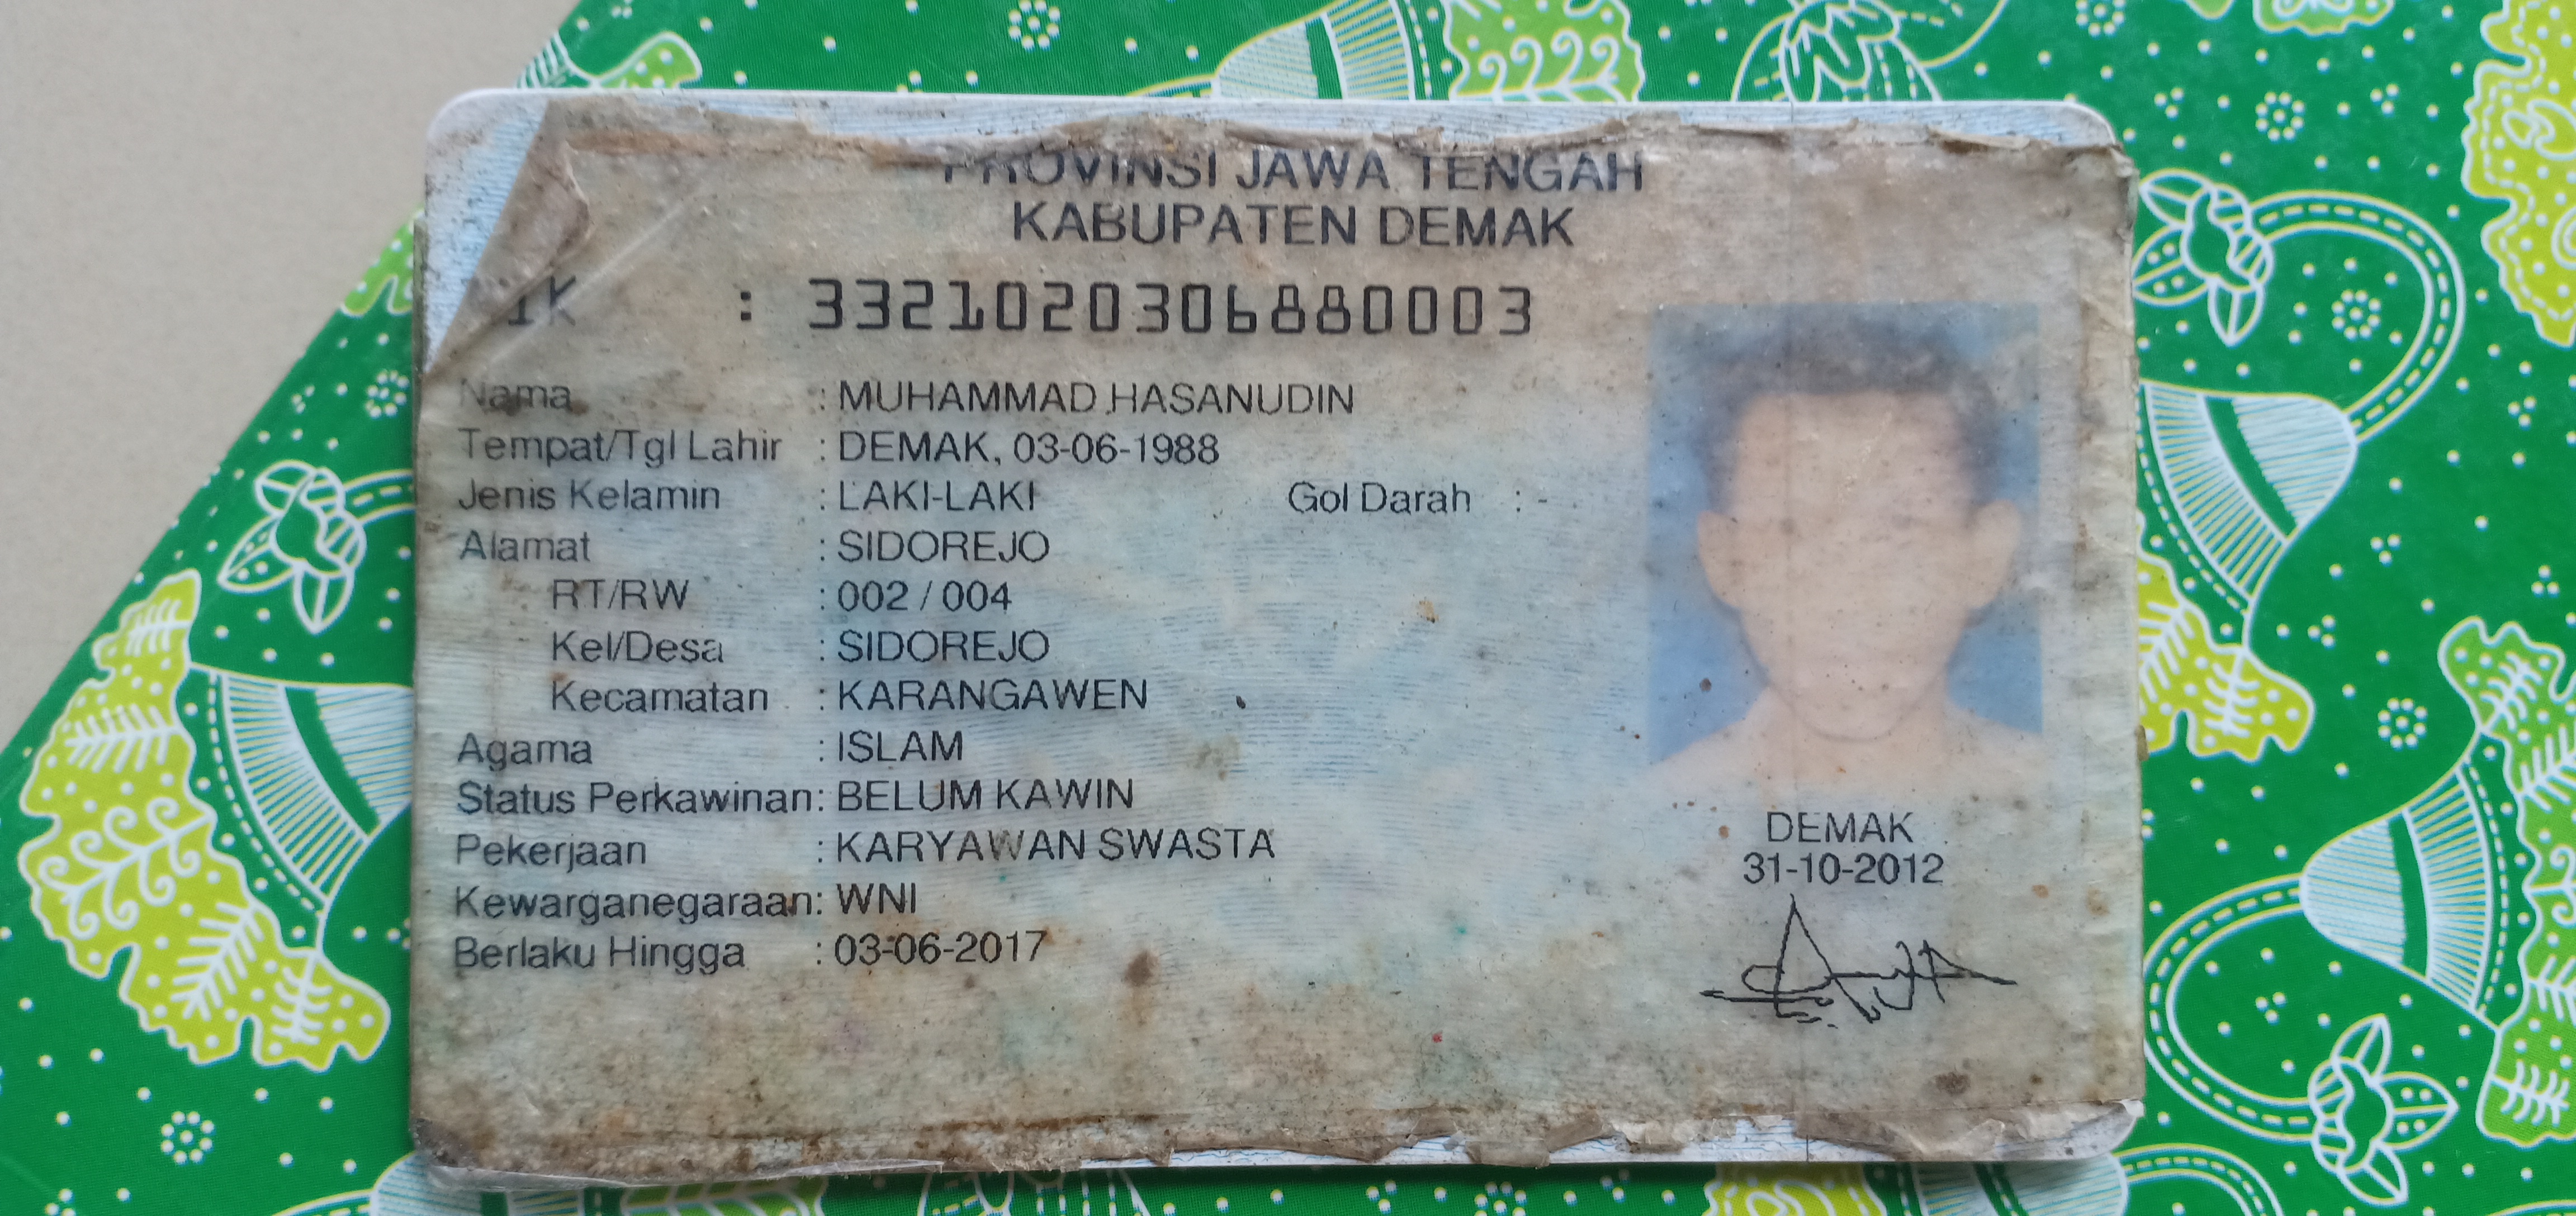 PROVINSI JAWA TENGAH
KABUPATEN DEMAK
IK : 3321020306880003
Nama : MUHAMMAD HASANUDIN
Tempat/Tgl Lahir : DEMAK, 03-06-1988
Jenis Kelamin : LAKI-LAKI Gol Darah : -
Alamat : SIDOREJO
RT/RW : 002 / 004
Kel/Desa : SIDOREJO
Kecamatan : KARANGAWEN
Agama : ISLAM
Status Perkawinan: BELUM KAWIN
Pekerjaan : KARYAWAN SWASTA
Kewarganegaraan: WNI
Berlaku Hingga : 03-06-2017
DEMAK
31-10-2012